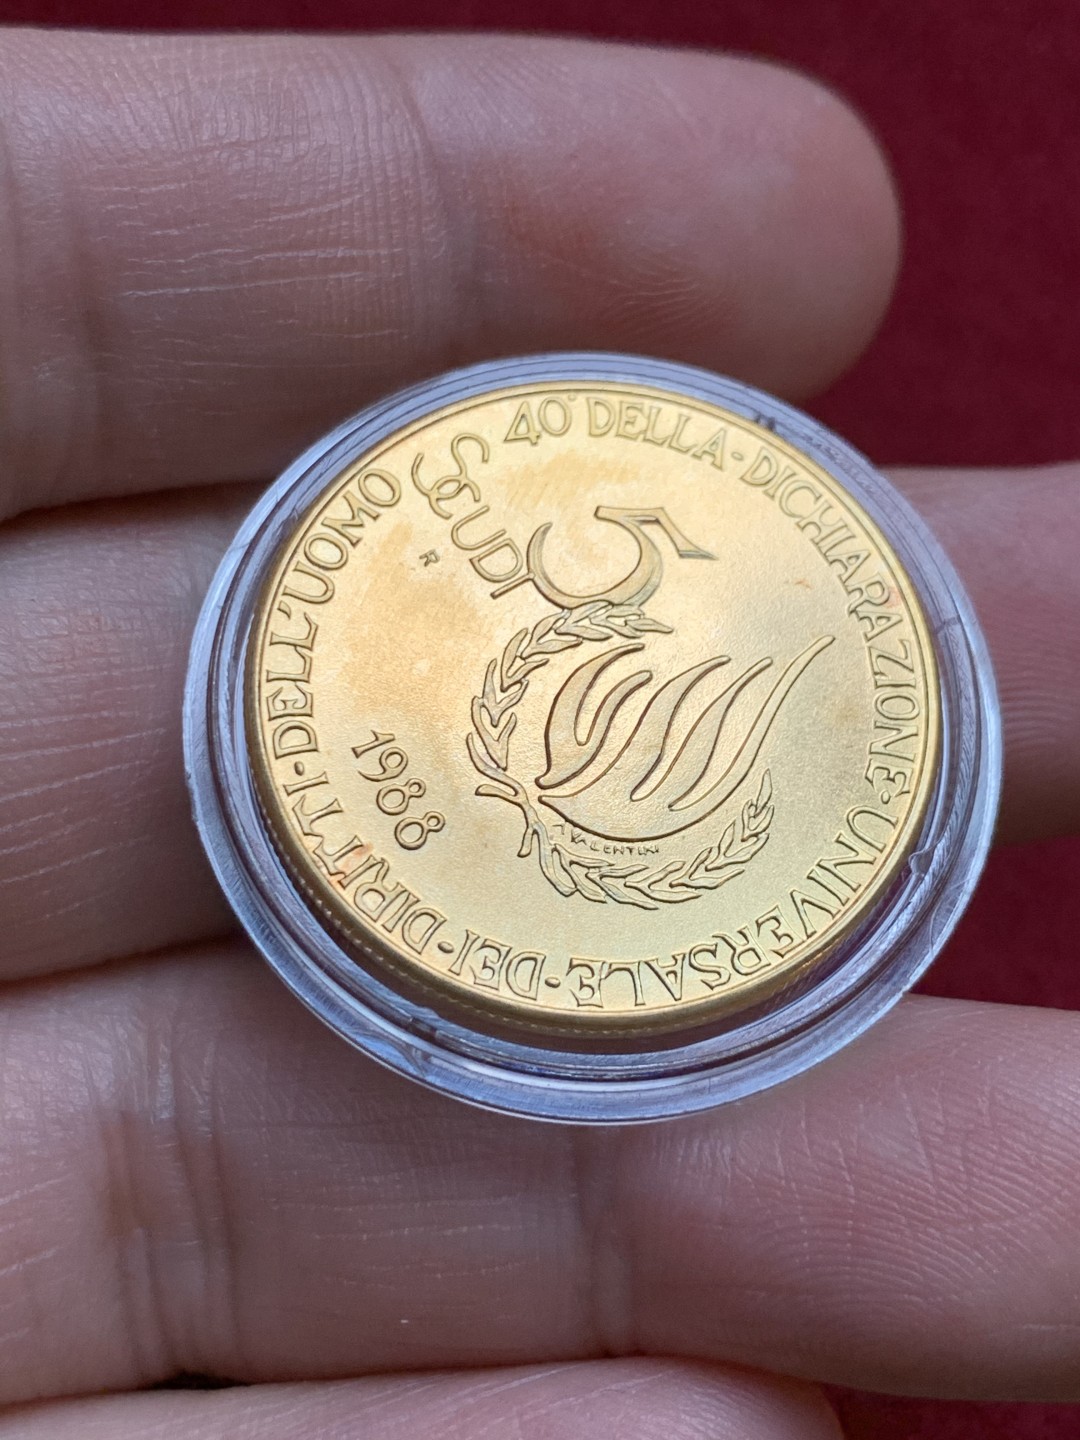 40° DELLA · DICHIARAZIONE · UNIVERSALE · DEI · DIRITTI · DELL'UOMO
5
SCUDI
R
1988
VALENTINI